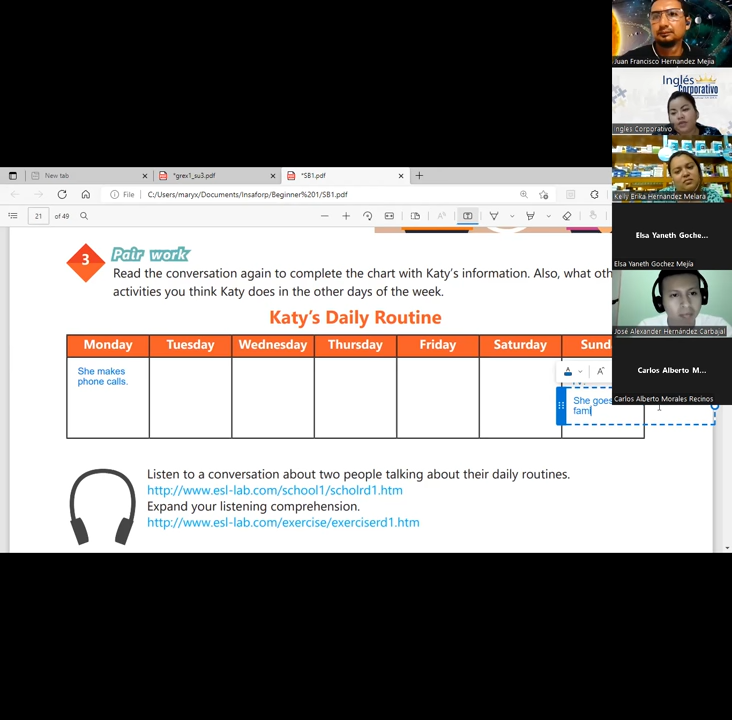 Juan Francisco Hernandez Mejia
Inglés
Corporativo
Ingles Corporativo
Kelly Erika Hernandez Melara
Elsa Yaneth Goche...
Elsa Yaneth Gochez Mejía
José Alexander Hernández Carbajal
Carlos Alberto M...
Carlos Alberto Morales Recinos
New tab
*grex1_su3.pdf
*SB1.pdf
File
C:/Users/maryx/Documents/Insaforp/Beginner%201/SB1.pdf
21
of 49
3
Pair work
Read the conversation again to complete the chart with Katy's information. Also, what oth
activities you think Katy does in the other days of the week.
Katy's Daily Routine
Monday Tuesday Wednesday Thursday Friday Saturday Sund
She makes
phone calls.
She goes
fami
Listen to a conversation about two people talking about their daily routines.
http://www.esl-lab.com/school1/scholrd1.htm
Expand your listening comprehension.
http://www.esl-lab.com/exercise/exerciserd1.htm